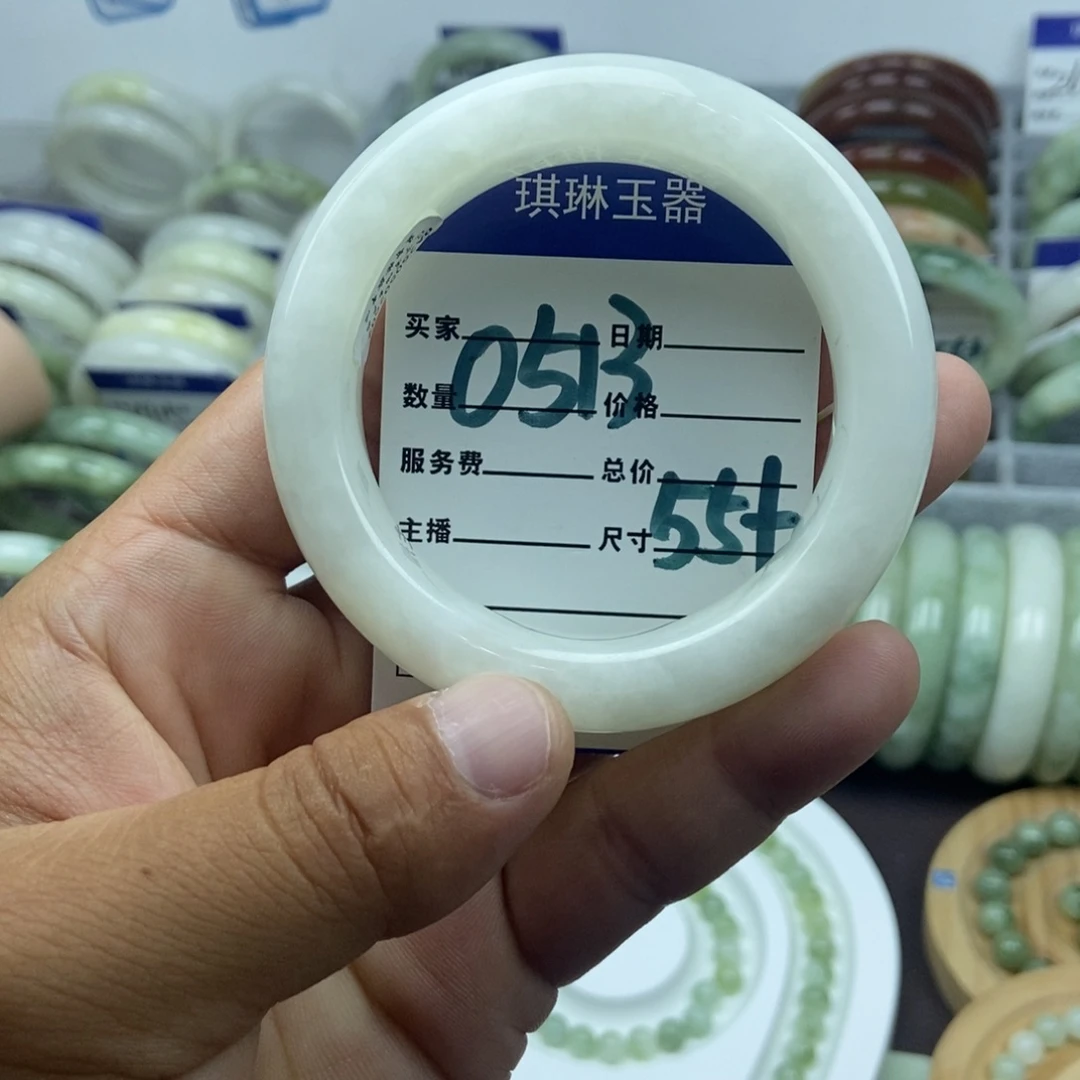 琪琳玉器
买家 日期
0513
数量 价格
服务费 总价
55+
主播 尺寸